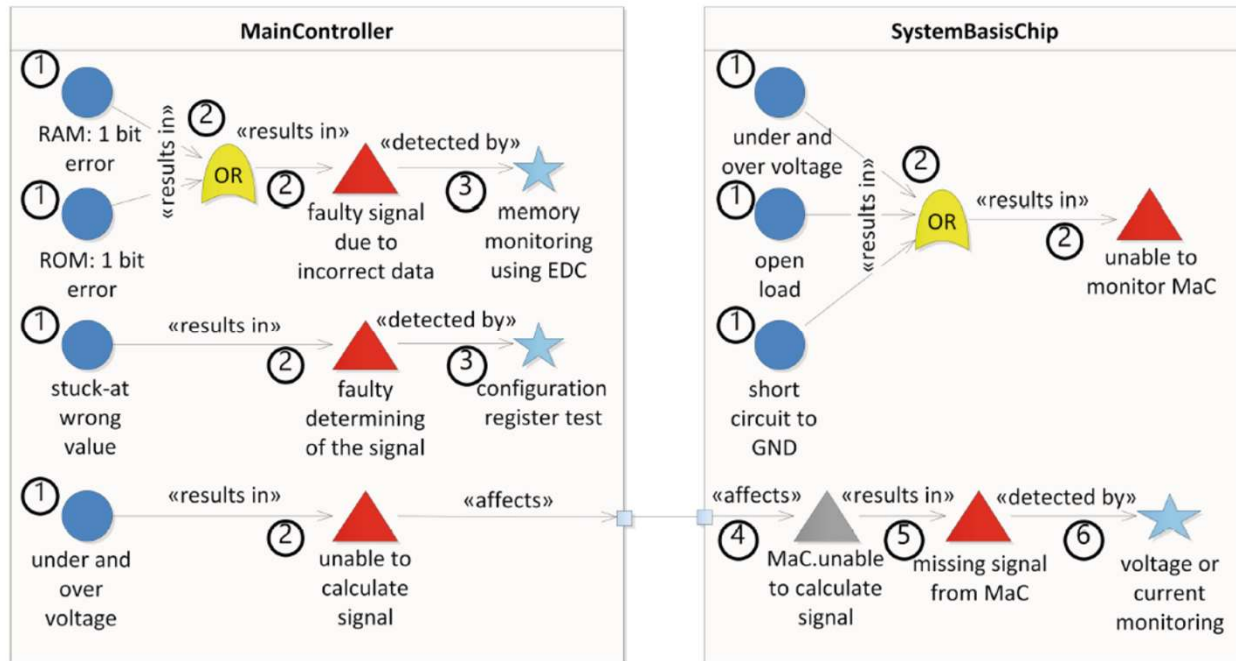 MainController
1
RAM: 1 bit
error
«results in»
2
OR
«results in»
2
faulty signal
due to
incorrect data
«detected by»
3
memory
monitoring
using EDC
1
ROM: 1 bit
error
1
stuck-at
wrong
value
«results in»
2
faulty
determining
of the signal
«detected by»
3
configuration
register test
1
under and
over
voltage
«results in»
2
unable to
calculate
signal
«affects»
SystemBasisChip
1
under and
over voltage
1
open
load
1
short
circuit to
GND
«results in»
2
OR
«results in»
2
unable to
monitor MaC
«affects»
4
MaC.unable
to calculate
signal
«results in»
5
missing signal
from MaC
«detected by»
6
voltage or
current
monitoring